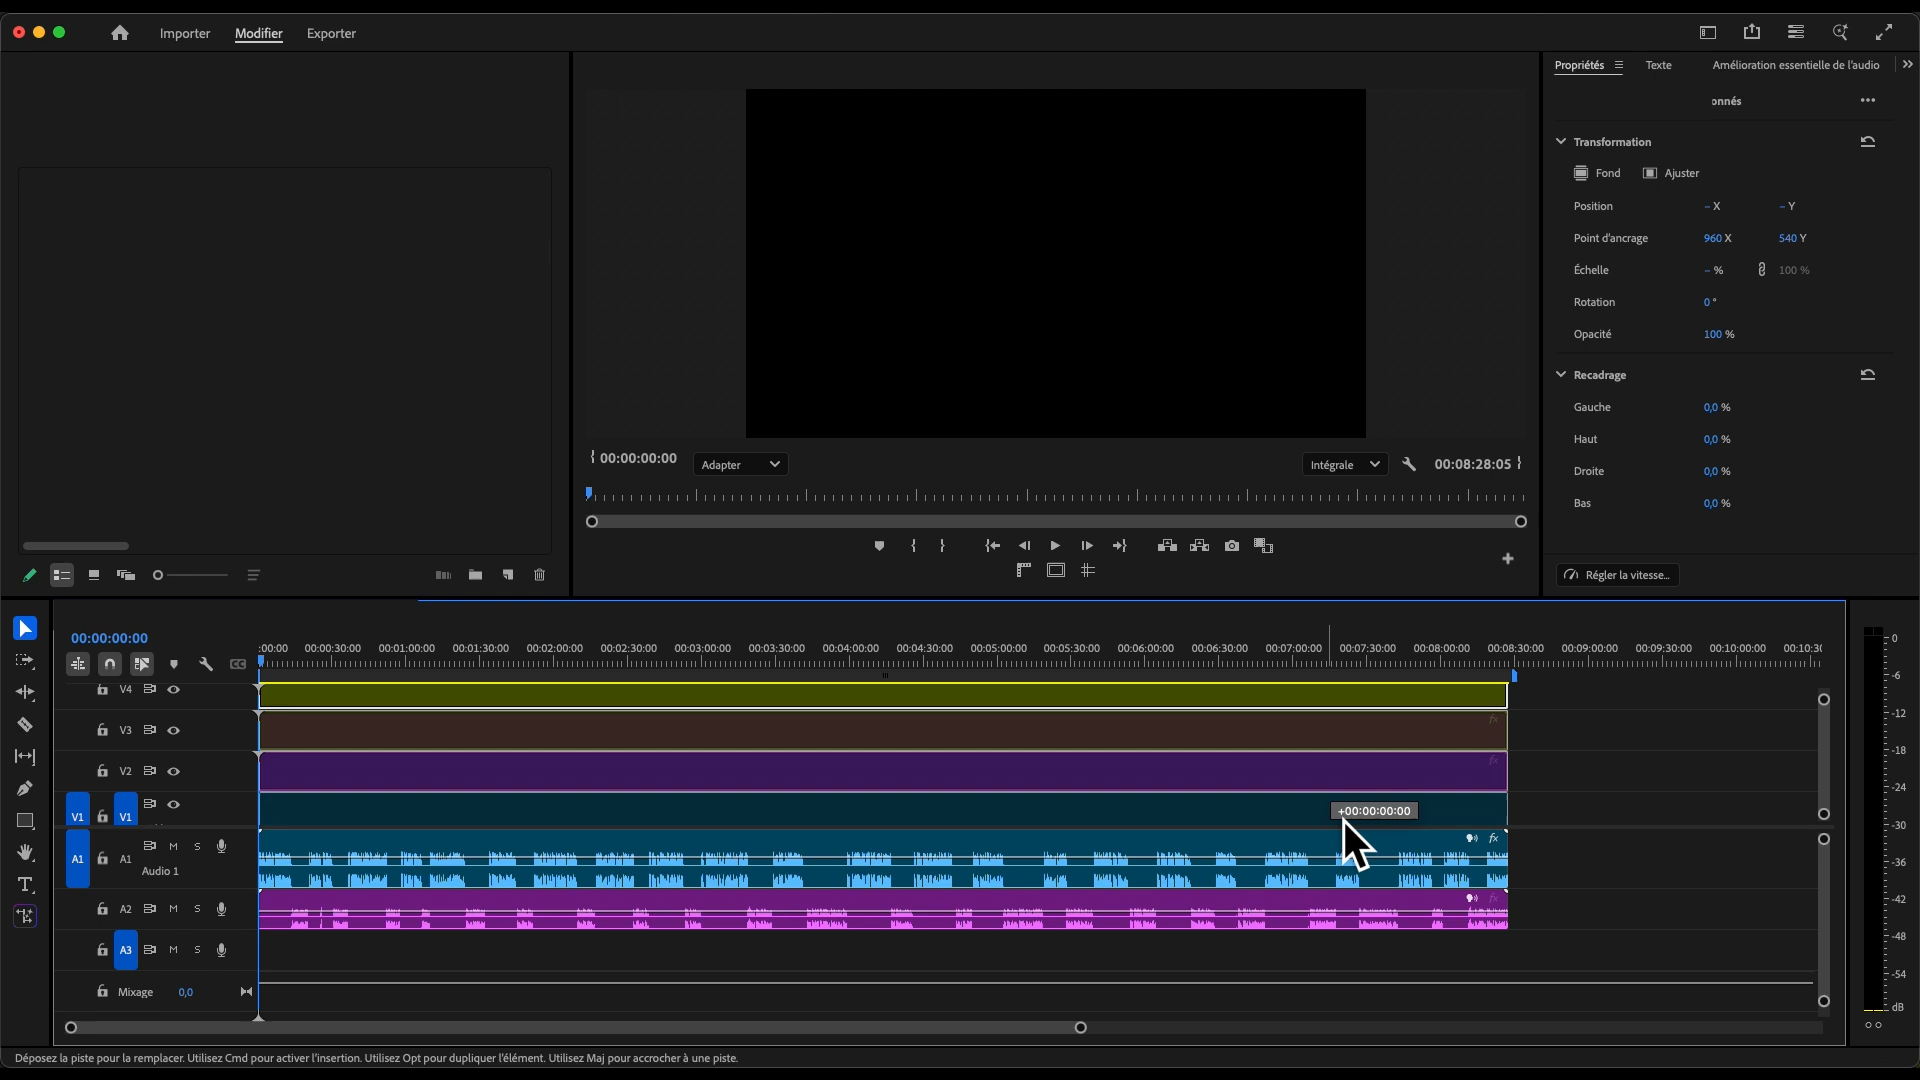 Importer
Modifier
Exporter
Propriétés
Texte
Amélioration essentielle de l'audio
onnés
Transformation
Fond
Ajuster
Position – X – Y
Point d'ancrage 960 X 540 Y
Échelle – % 100 %
Rotation 0 °
Opacité 100 %
Recadrage
Gauche 0,0 %
Haut 0,0 %
Droite 0,0 %
Bas 0,0 %
Régler la vitesse...
00:00:00:00
Adapter
Intégrale
00:08:28:05
00:00:00:00
:00:00 00:00:30:00 00:01:00:00 00:01:30:00 00:02:00:00 00:02:30:00 00:03:00:00 00:03:30:00 00:04:00:00 00:04:30:00 00:05:00:00 00:05:30:00 00:06:00:00 00:06:30:00 00:07:00:00 00:07:30:00 00:08:00:00 00:08:30:00 00:09:00:00 00:09:30:00 00:10:00:00 00:10:30
CC
V4
V3 fx
V2 fx
V1 V1
+00:00:00:00
A1 A1 M S fx
Audio 1
A2 M S fx
A3 M S
Mixage 0,0
0
-6
-12
-18
-24
-30
-36
-42
-48
-54
dB
Déposez la piste pour la remplacer. Utilisez Cmd pour activer l'insertion. Utilisez Opt pour dupliquer l'élément. Utilisez Maj pour accrocher à une piste.